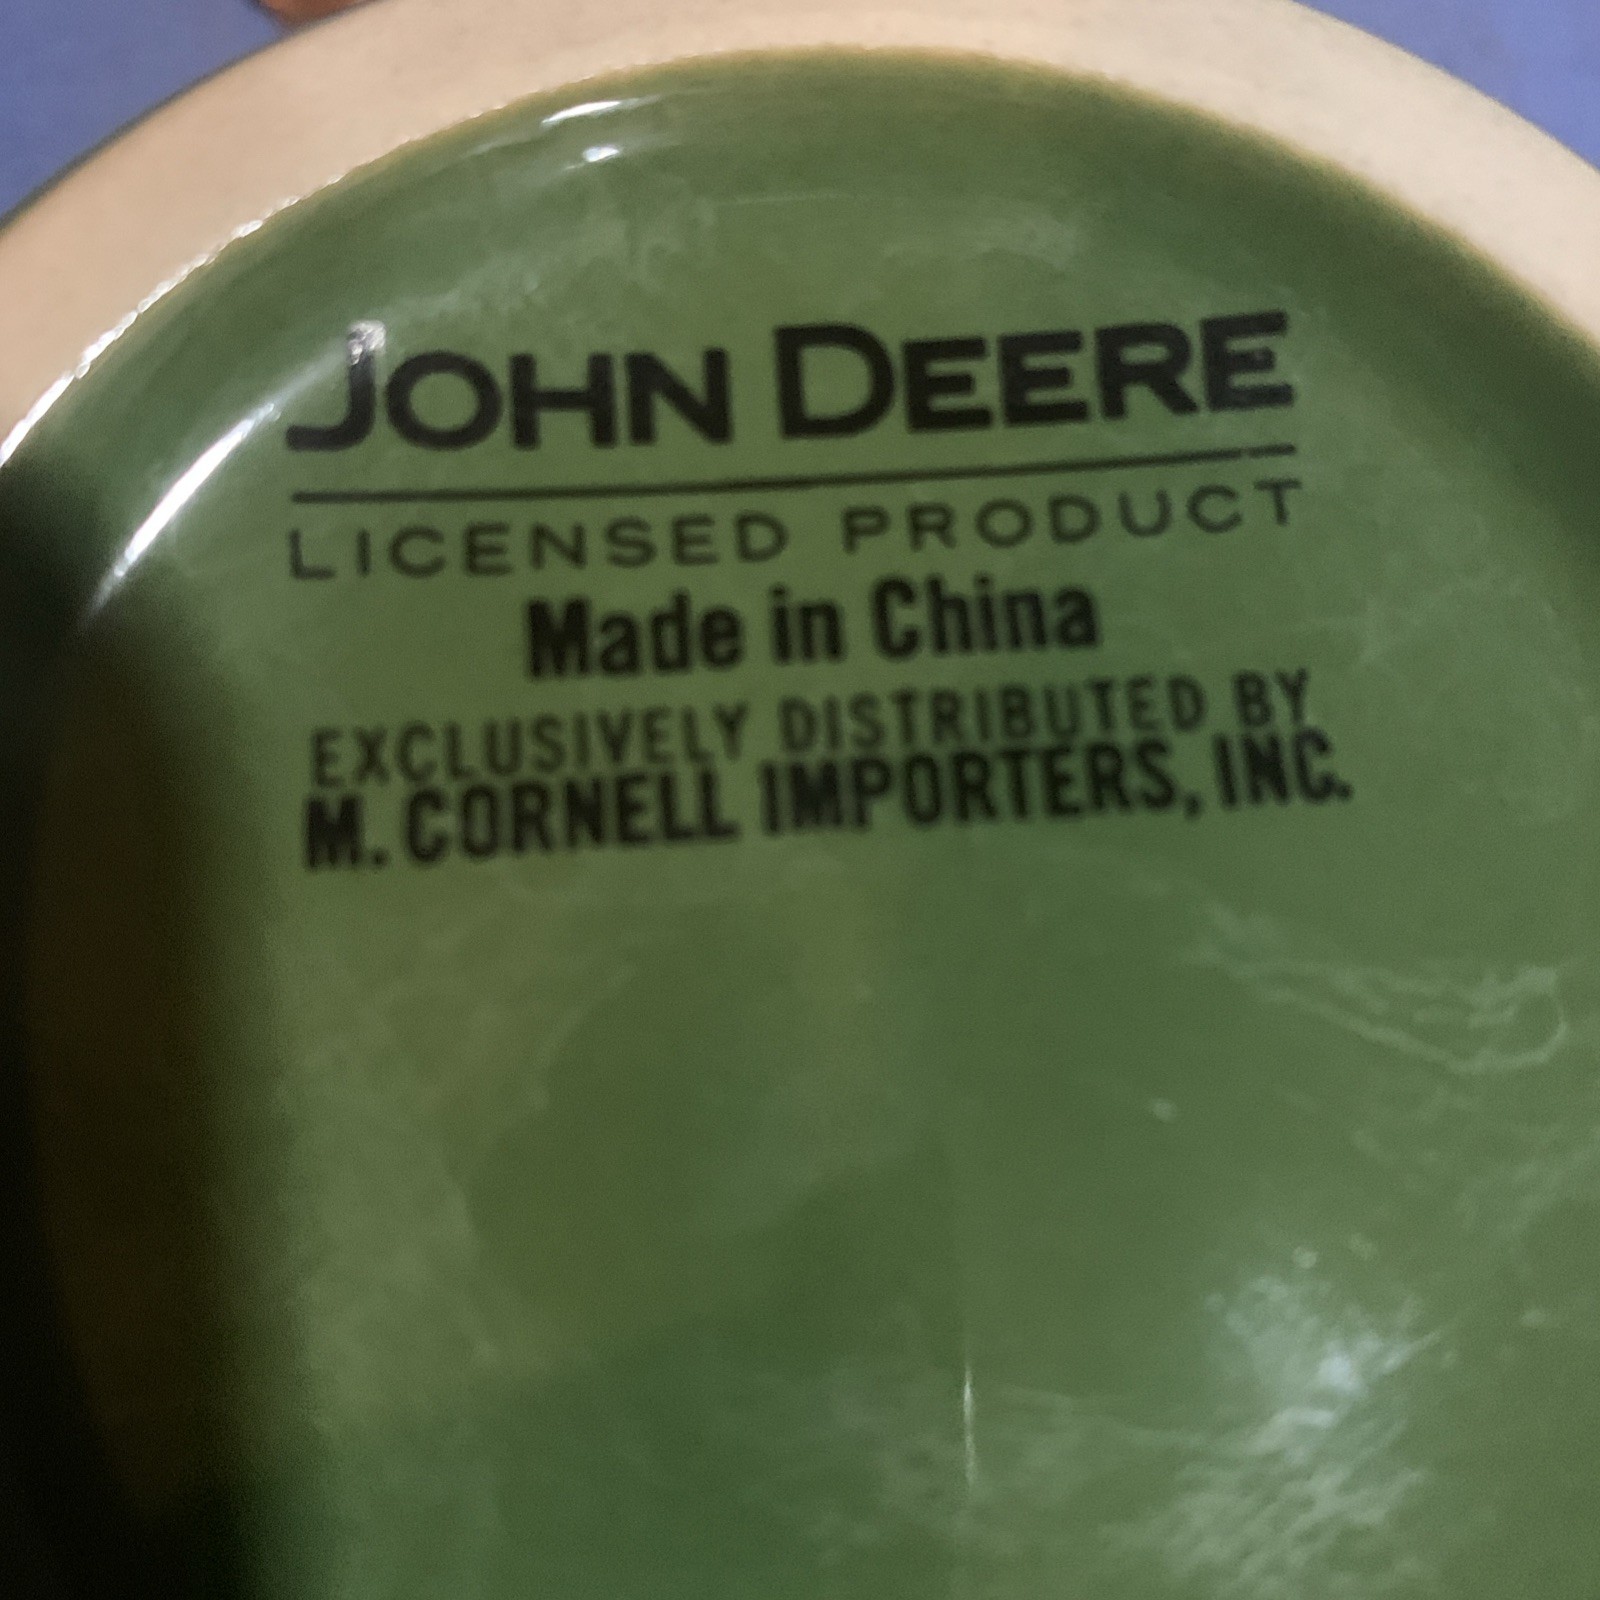 JOHN DEERE
LICENSED PRODUCT
Made in China
EXCLUSIVELY DISTRIBUTED BY
M. CORNELL IMPORTERS, INC.